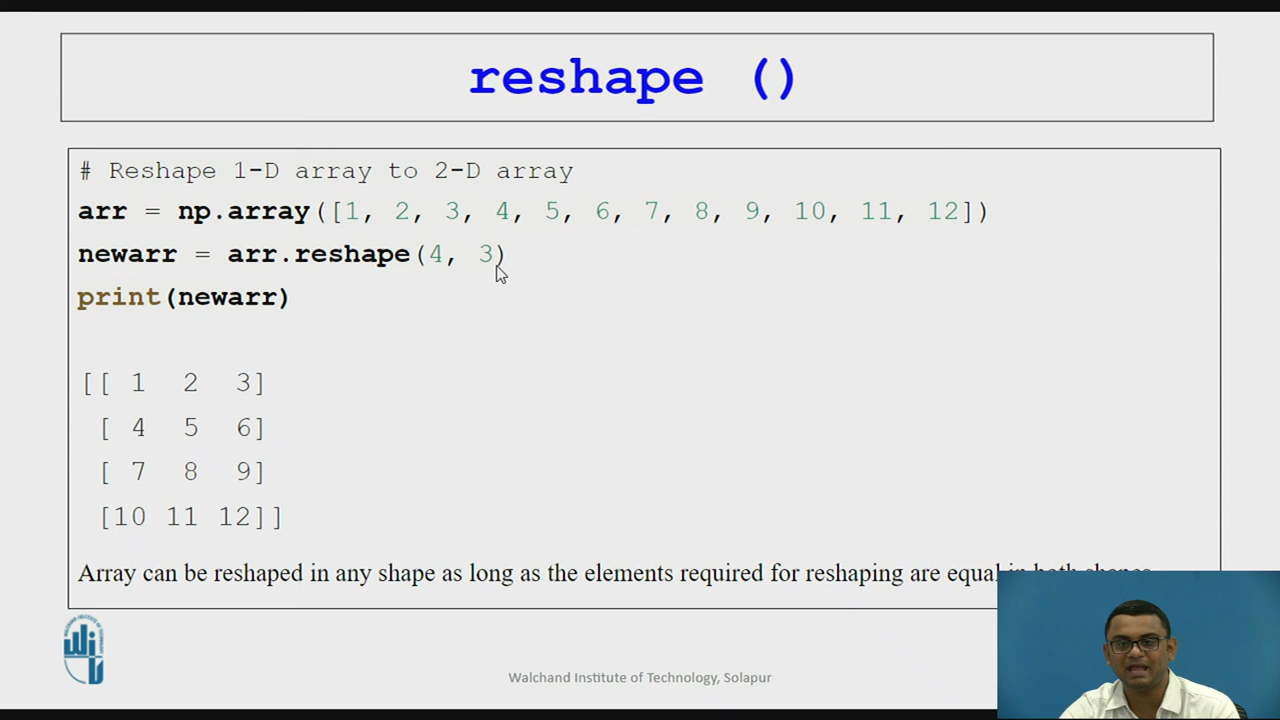 reshape ()
# Reshape 1-D array to 2-D array
arr = np.array([1, 2, 3, 4, 5, 6, 7, 8, 9, 10, 11, 12])
newarr = arr.reshape(4, 3)
print(newarr)
[[ 1 2 3]
[ 4 5 6]
[ 7 8 9]
[10 11 12]]
Array can be reshaped in any shape as long as the elements required for reshaping are equal in both shapes
Walchand Institute of Technology, Solapur